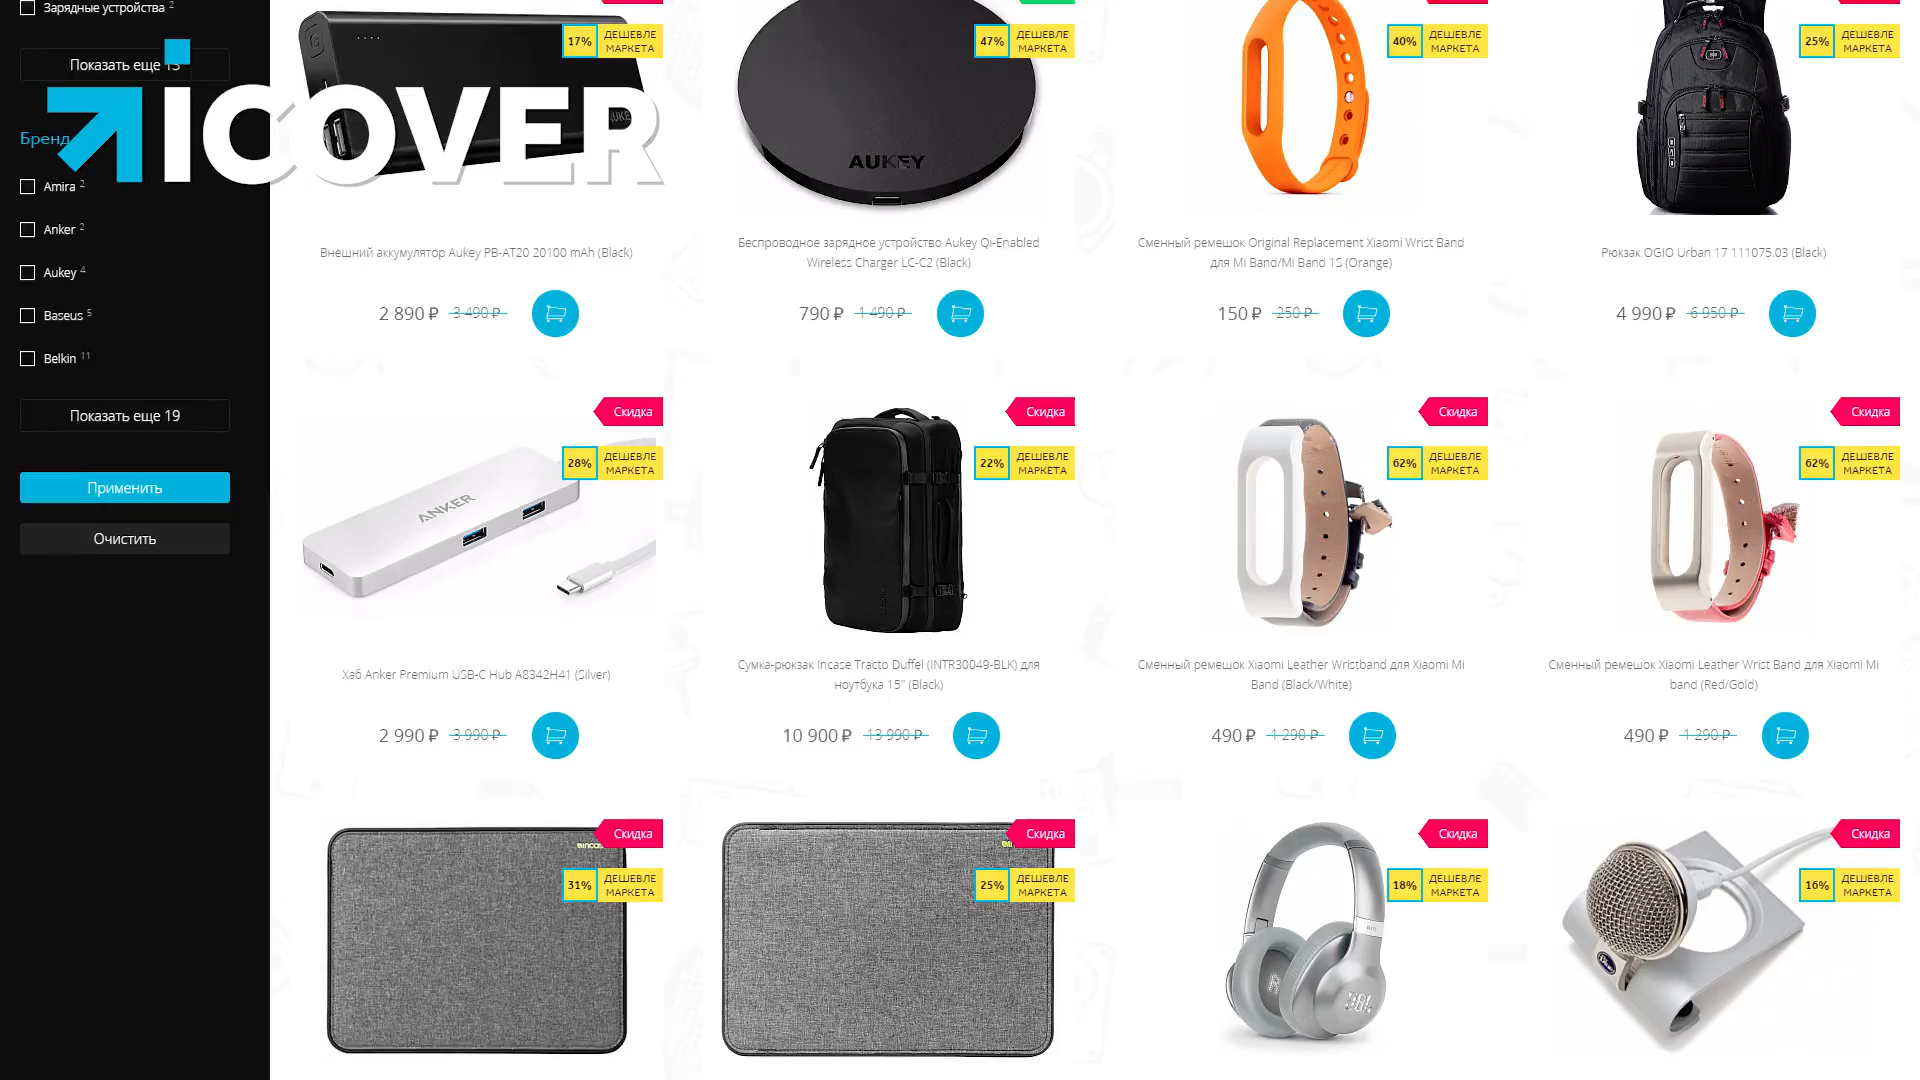 Зарядные устройства 2
Показать еще 13
iCOVER
Бренд
Amira 2
Anker 2
Aukey 4
Baseus 5
Belkin 11
Показать еще 19
Применить
Очистить
17% ДЕШЕВЛЕ МАРКЕТА
AUKEY
Внешний аккумулятор Aukey PB-AT20 20100 mAh (Black)
2 890 ₽ 3 490 ₽
47% ДЕШЕВЛЕ МАРКЕТА
AUKEY
Беспроводное зарядное устройство Aukey Qi-Enabled
Wireless Charger LC-C2 (Black)
790 ₽ 1 490 ₽
40% ДЕШЕВЛЕ МАРКЕТА
Сменный ремешок Original Replacement Xiaomi Wrist Band
для Mi Band/Mi Band 1S (Orange)
150 ₽ 250 ₽
25% ДЕШЕВЛЕ МАРКЕТА
Рюкзак OGIO Urban 17 111075.03 (Black)
4 990 ₽ 6 950 ₽
Скидка
28% ДЕШЕВЛЕ МАРКЕТА
ANKER
Хаб Anker Premium USB-C Hub A8342H41 (Silver)
2 990 ₽ 3 990 ₽
Скидка
22% ДЕШЕВЛЕ МАРКЕТА
Сумка-рюкзак Incase Tracto Duffel (INTR30049-BLK) для
ноутбука 15" (Black)
10 900 ₽ 13 990 ₽
Скидка
62% ДЕШЕВЛЕ МАРКЕТА
Сменный ремешок Xiaomi Leather Wristband для Xiaomi Mi
Band (Black/White)
490 ₽ 1 290 ₽
Скидка
62% ДЕШЕВЛЕ МАРКЕТА
Сменный ремешок Xiaomi Leather Wrist Band для Xiaomi Mi
band (Red/Gold)
490 ₽ 1 290 ₽
Скидка
31% ДЕШЕВЛЕ МАРКЕТА
Скидка
25% ДЕШЕВЛЕ МАРКЕТА
Скидка
18% ДЕШЕВЛЕ МАРКЕТА
JBL
Скидка
16% ДЕШЕВЛЕ МАРКЕТА